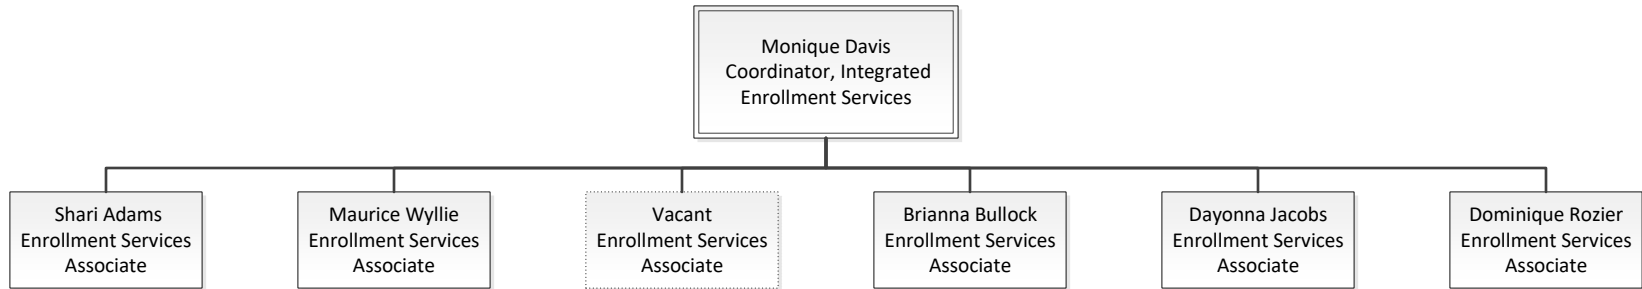 Monique Davis
Coordinator, Integrated
Enrollment Services
Shari Adams
Enrollment Services
Associate
Maurice Wyllie
Enrollment Services
Associate
Vacant
Enrollment Services
Associate
Brianna Bullock
Enrollment Services
Associate
Dayonna Jacobs
Enrollment Services
Associate
Dominique Rozier
Enrollment Services
Associate